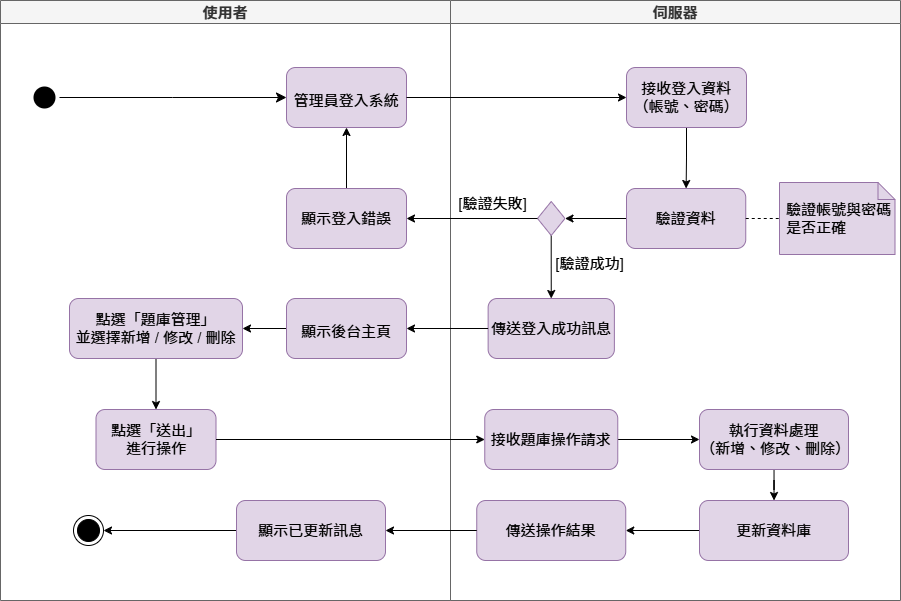 使用者
伺服器
管理員登入系統
接收登入資料
（帳號、密碼）
顯示登入錯誤
[驗證失敗]
驗證資料
驗證帳號與密碼
是否正確
[驗證成功]
點選「題庫管理」
並選擇新增 / 修改 / 刪除
顯示後台主頁
傳送登入成功訊息
點選「送出」
進行操作
接收題庫操作請求
執行資料處理
（新增、修改、刪除）
顯示已更新訊息
傳送操作結果
更新資料庫